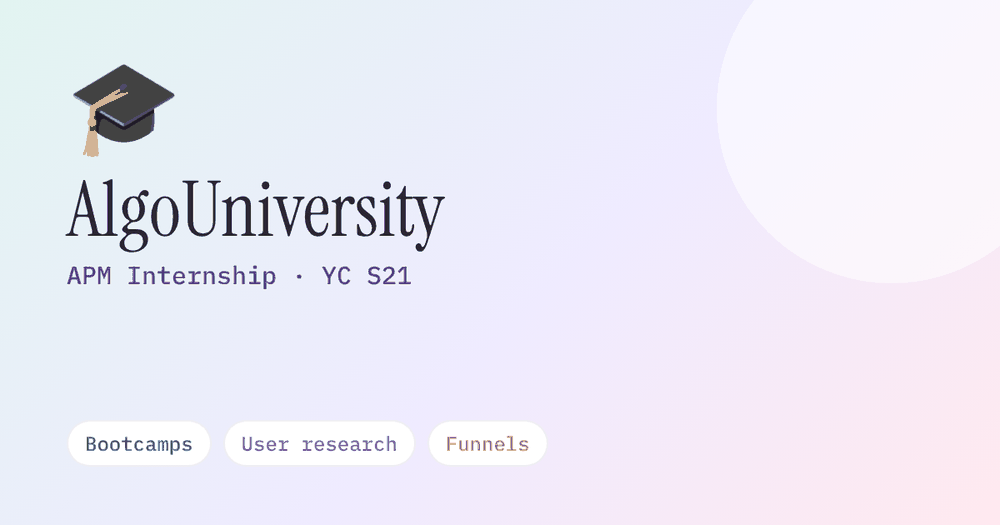 AlgoUniversity
APM Internship · YC S21
Bootcamps User research Funnels